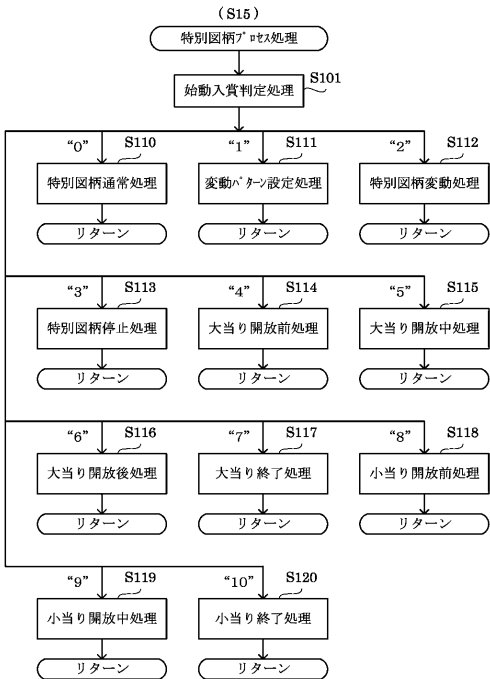 (S15)
特別図柄プロセス処理
S101
始動入賞判定処理
“0” S110
“1” S111
“2” S112
特別図柄通常処理
変動パターン設定処理
特別図柄変動処理
リターン
リターン
リターン
“3” S113
“4” S114
“5” S115
特別図柄停止処理
大当り開放前処理
大当り開放中処理
リターン
リターン
リターン
“6” S116
“7” S117
“8” S118
大当り開放後処理
大当り終了処理
小当り開放前処理
リターン
リターン
リターン
“9” S119
“10” S120
小当り開放中処理
小当り終了処理
リターン
リターン